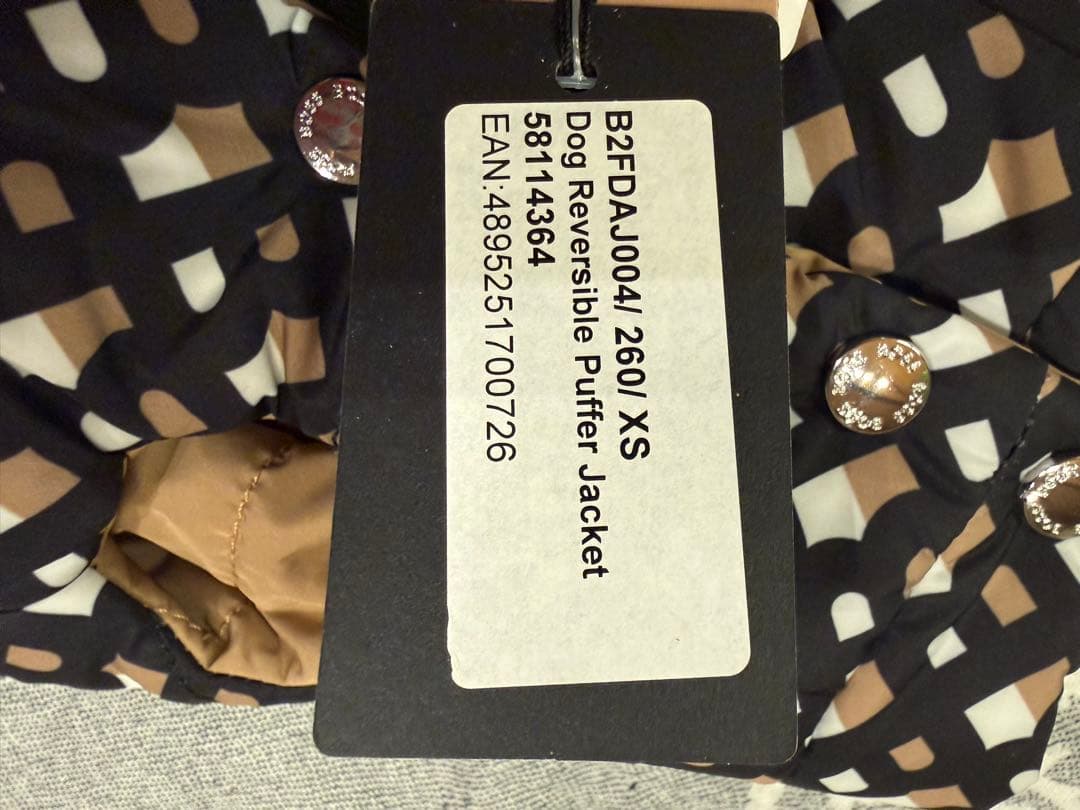 B2FDAJ004/ 260/ XS
Dog Reversible Puffer Jacket
58114364
EAN:4895251700726